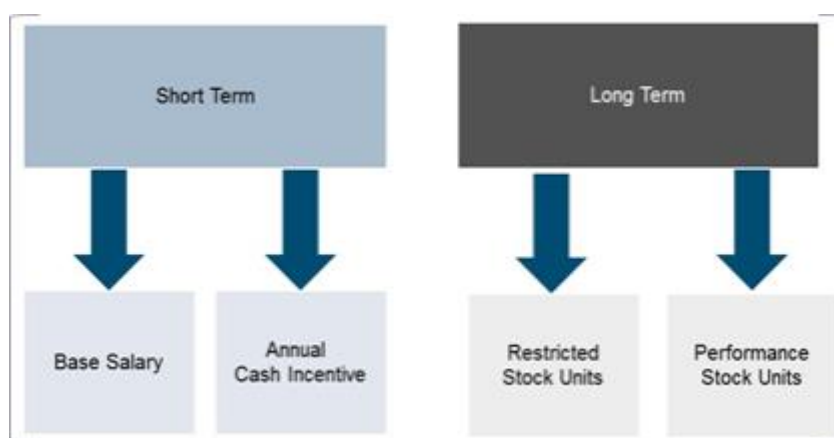 Short Term
Long Term
Base Salary
Annual
Cash Incentive
Restricted
Stock Units
Performance
Stock Units